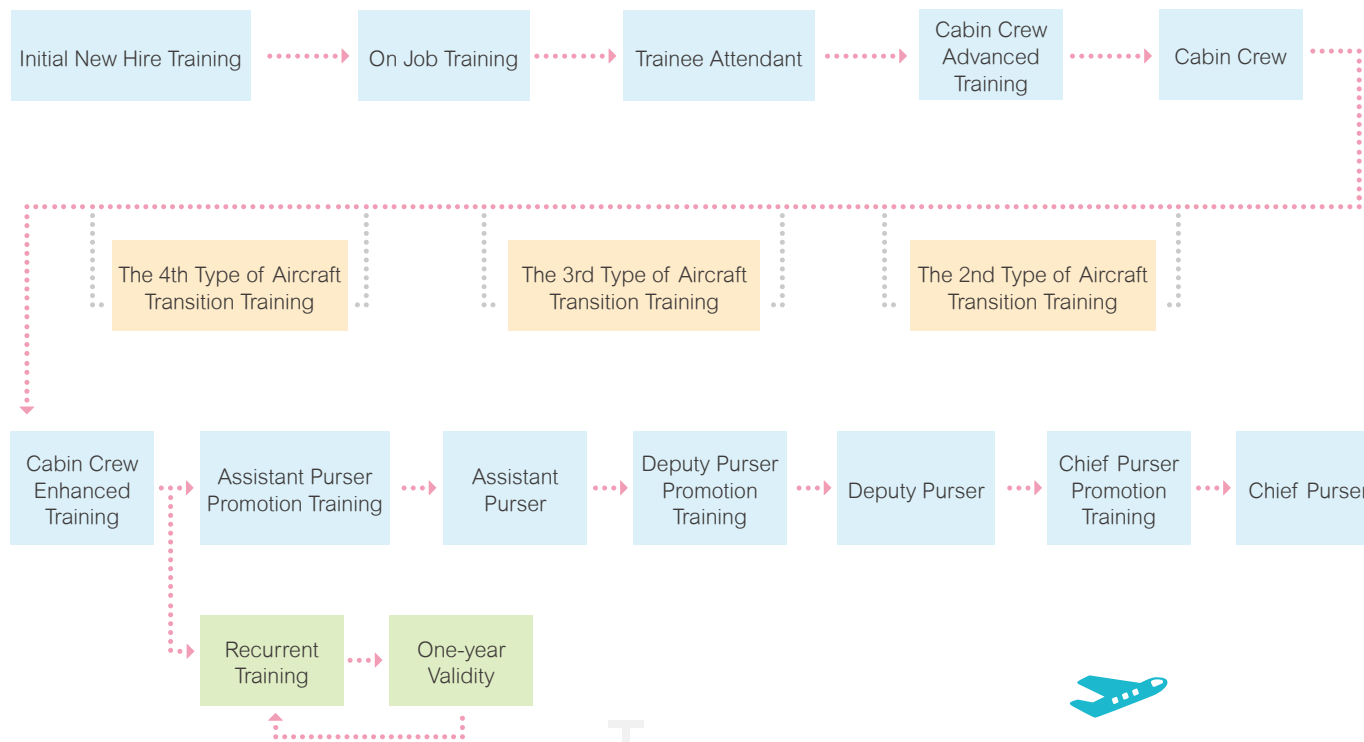 Initial New Hire Training
On Job Training
Trainee Attendant
Cabin Crew
Advanced
Training
Cabin Crew
The 4th Type of Aircraft
Transition Training
The 3rd Type of Aircraft
Transition Training
The 2nd Type of Aircraft
Transition Training
Cabin Crew
Enhanced
Training
Assistant Purser
Promotion Training
Assistant
Purser
Deputy Purser
Promotion
Training
Deputy Purser
Chief Purser
Promotion
Training
Chief Purser
Recurrent
Training
One-year
Validity